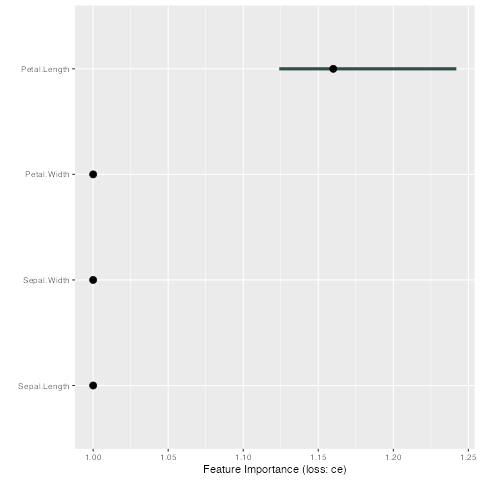 Petal.Length
Petal.Width
Sepal.Width
Sepal.Length
1.00 1.05 1.10 1.15 1.20 1.25
Feature Importance (loss: ce)